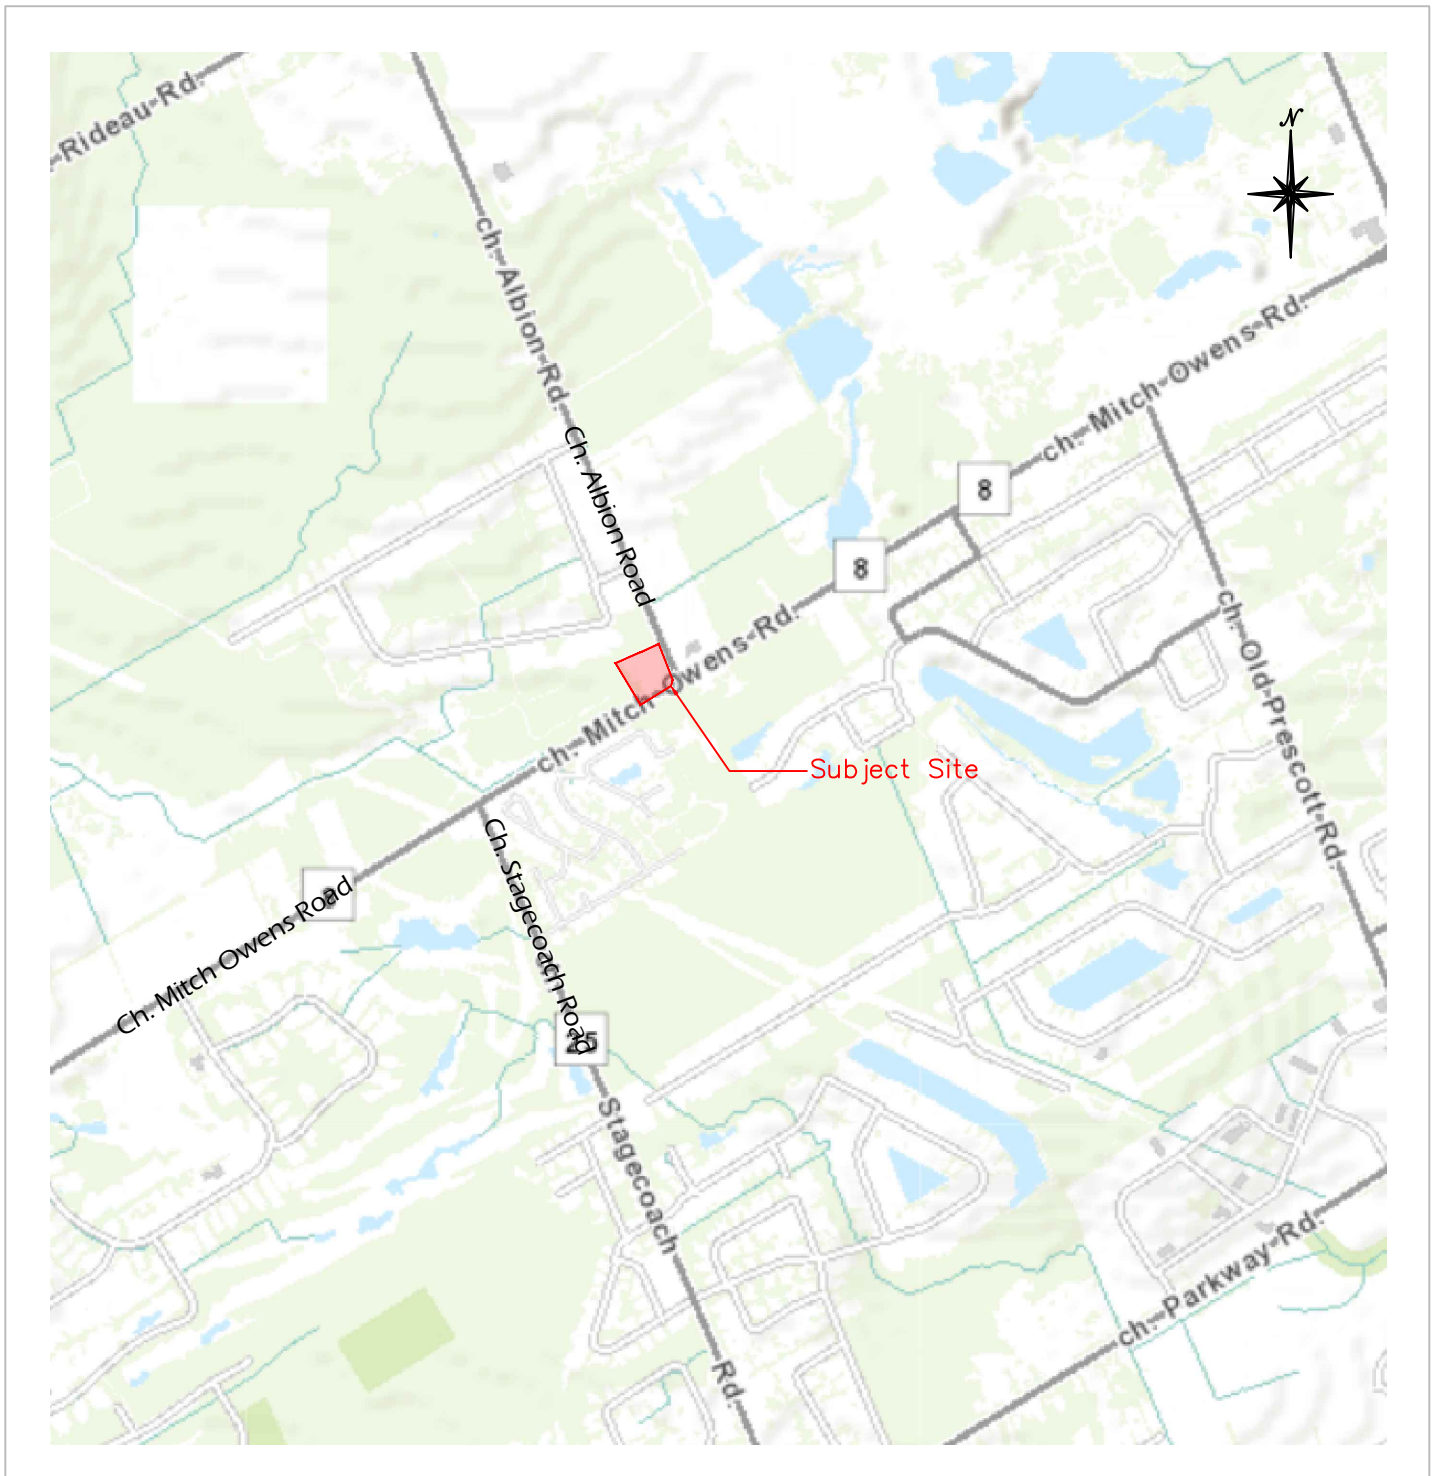 Rideau Rd.
N
ch. Albion Rd.
ch. Mitch Owens Rd.
Ch. Albion Road
8
8
ch. Mitch Owens Rd.
ch. Old Prescott Rd.
Subject Site
Ch. Mitch Owens Road
Ch. Stagecoach Road
25
Stagecoach Rd.
ch. Parkway Rd.